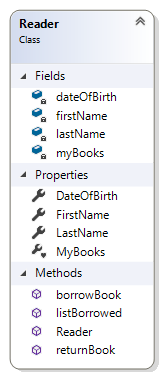 Reader
Class
Fields
dateOfBirth
firstName
lastName
myBooks
Properties
DateOfBirth
FirstName
LastName
MyBooks
Methods
borrowBook
listBorrowed
Reader
returnBook